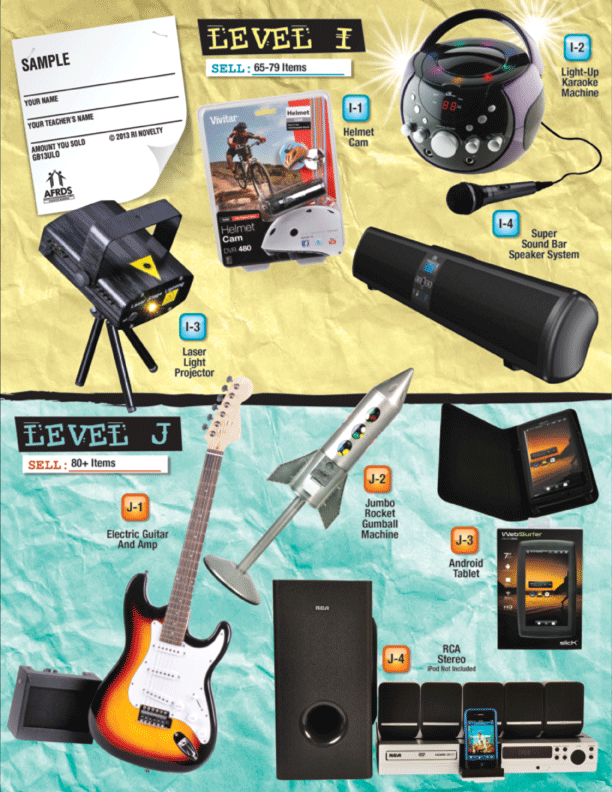 SAMPLE
YOUR NAME
YOUR TEACHER'S NAME
AMOUNT YOU SOLD
© 2013 RI NOVELTY
GB13ULO
AFRDS
LEVEL I
SELL: 65-79 Items
I-1
Helmet
Cam
I-2
Light-Up
Karaoke
Machine
Vivitar
Helmet
Helmet
Cam
DVR 480
88
I-4
Super
Sound Bar
Speaker System
I-3
Laser
Light
Projector
LEVEL J
SELL: 80+ Items
J-1
Electric Guitar
And Amp
J-2
Jumbo
Rocket
Gumball
Machine
J-3
Android
Tablet
WebSurfer
7"
slick
RCA
J-4
RCA
Stereo
iPod Not Included
RCA